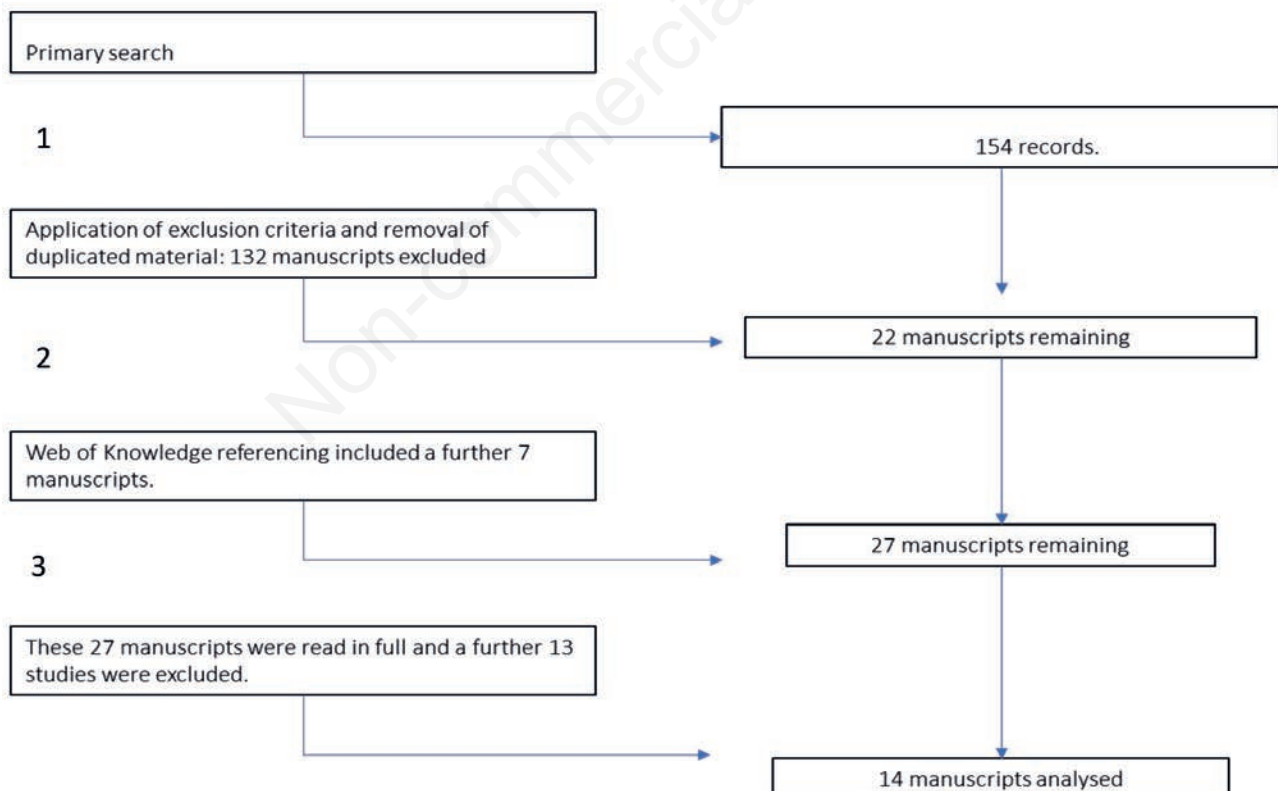 Primary search
1
154 records.
Application of exclusion criteria and removal of
duplicated material: 132 manuscripts excluded
2
22 manuscripts remaining
Web of Knowledge referencing included a further 7
manuscripts.
3
27 manuscripts remaining
These 27 manuscripts were read in full and a further 13
studies were excluded.
14 manuscripts analysed
Non-commercial